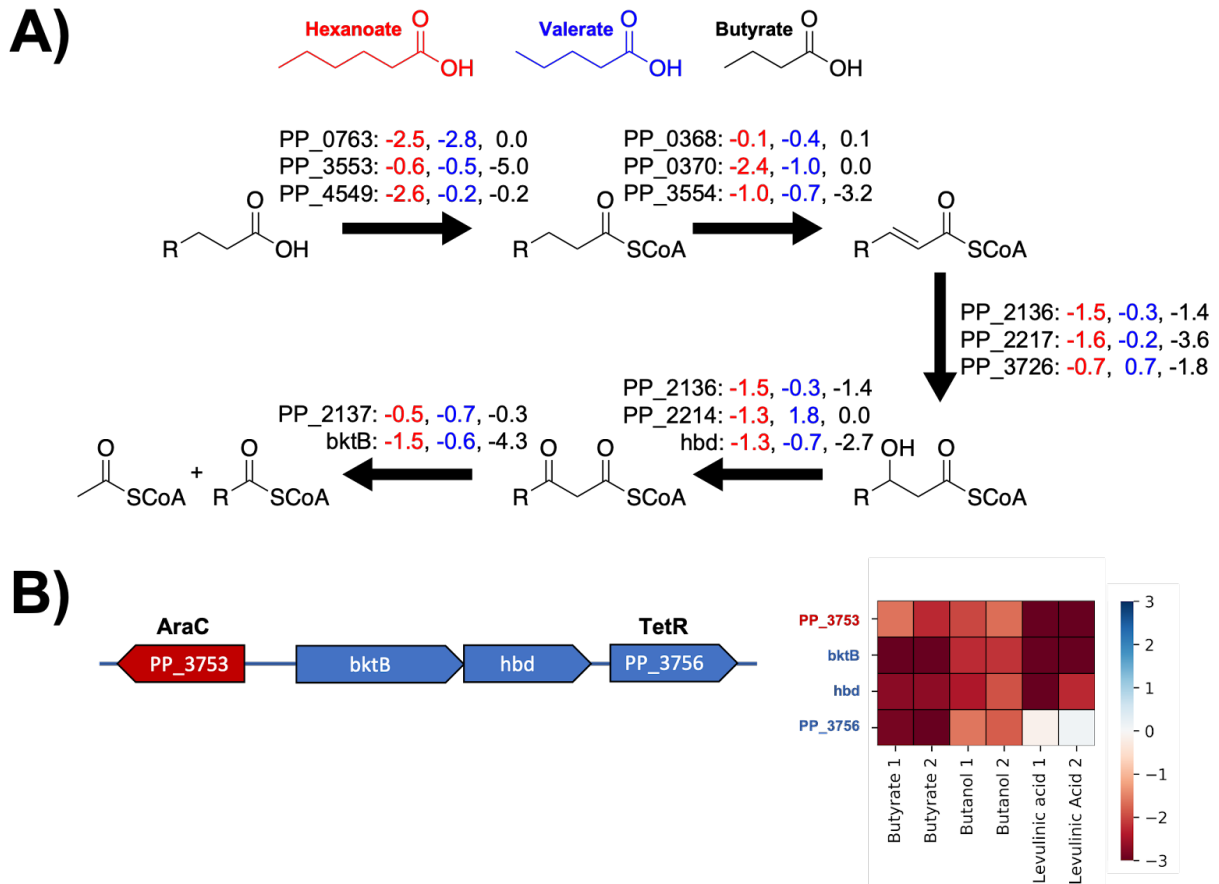 A)
Hexanoate
Valerate
Butyrate
O
OH
O
OH
O
OH
PP_0763: -2.5, -2.8, 0.0
PP_3553: -0.6, -0.5, -5.0
PP_4549: -2.6, -0.2, -0.2
PP_0368: -0.1, -0.4, 0.1
PP_0370: -2.4, -1.0, 0.0
PP_3554: -1.0, -0.7, -3.2
R
O
OH
R
O
SCoA
R
O
SCoA
PP_2136: -1.5, -0.3, -1.4
PP_2217: -1.6, -0.2, -3.6
PP_3726: -0.7, 0.7, -1.8
PP_2136: -1.5, -0.3, -1.4
PP_2214: -1.3, 1.8, 0.0
hbd: -1.3, -0.7, -2.7
PP_2137: -0.5, -0.7, -0.3
bktB: -1.5, -0.6, -4.3
O
SCoA
+
R
O
SCoA
R
O
O
SCoA
R
OH
O
SCoA
B)
AraC
TetR
PP_3753
bktB
hbd
PP_3756
PP_3753
bktB
hbd
PP_3756
Butyrate 1
Butyrate 2
Butanol 1
Butanol 2
Levulinic acid 1
Levulinic Acid 2
3
2
1
0
−1
−2
−3